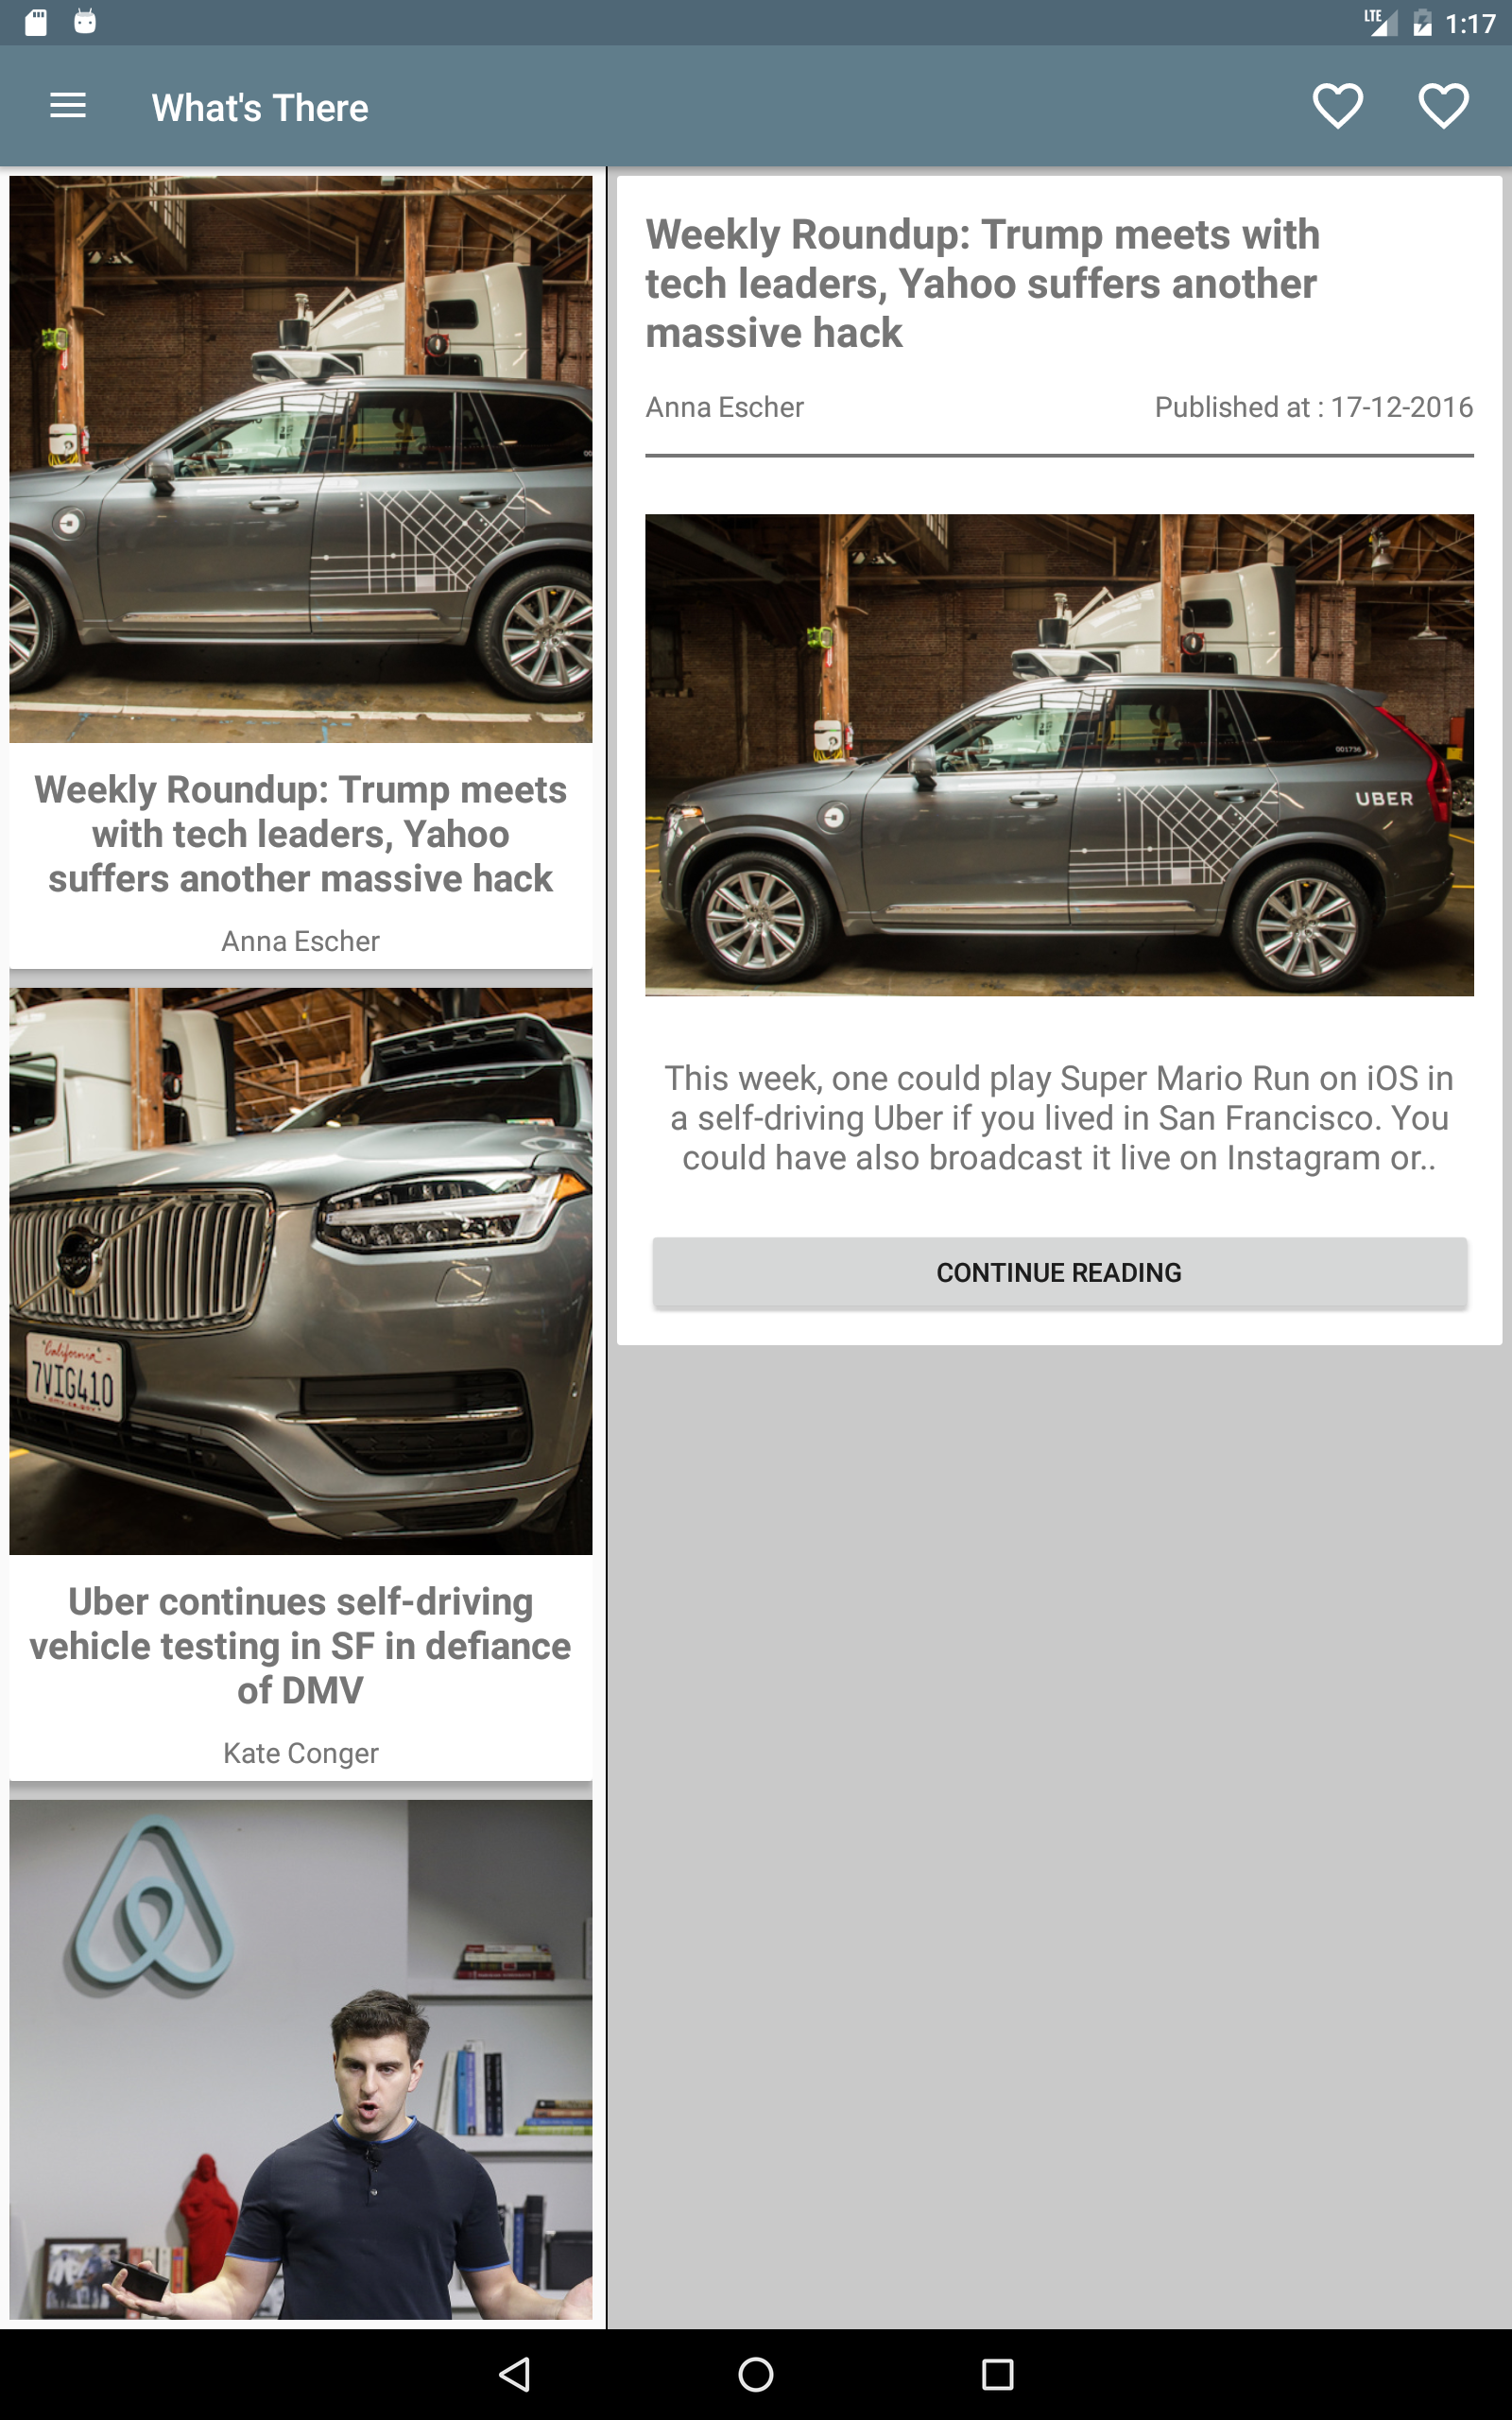 LTE 1:17
What's There
Weekly Roundup: Trump meets
with tech leaders, Yahoo
suffers another massive hack
Anna Escher
California
7VIG410
Uber continues self-driving
vehicle testing in SF in defiance
of DMV
Kate Conger
Weekly Roundup: Trump meets with
tech leaders, Yahoo suffers another
massive hack
Anna Escher
Published at : 17-12-2016
001736
UBER
This week, one could play Super Mario Run on iOS in
a self-driving Uber if you lived in San Francisco. You
could have also broadcast it live on Instagram or..
CONTINUE READING